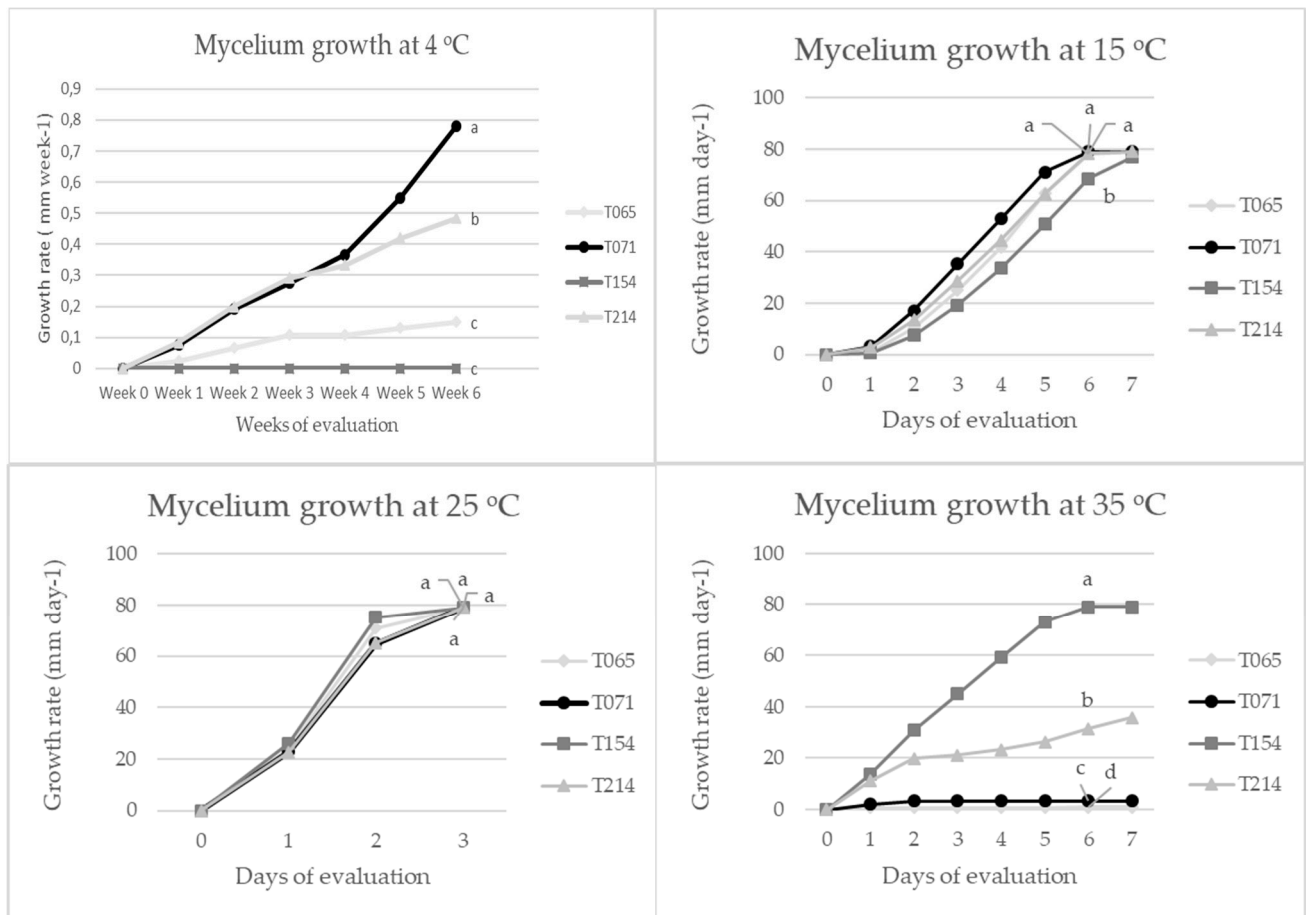 Mycelium growth at 4 ºC
Growth rate ( mm week-1)
0,9
0,8
0,7
0,6
0,5
0,4
0,3
0,2
0,1
0
a
b
c
c
Week 0 Week 1 Week 2 Week 3 Week 4 Week 5 Week 6
Weeks of evaluation
T065
T071
T154
T214
Mycelium growth at 15 ºC
Growth rate (mm day-1)
100
80
60
40
20
0
a a a
b
0 1 2 3 4 5 6 7
Days of evaluation
T065
T071
T154
T214
Mycelium growth at 25 ºC
Growth rate (mm day-1)
100
80
60
40
20
0
a a a
a
0 1 2 3
Days of evaluation
T065
T071
T154
T214
Mycelium growth at 35 ºC
Growth rate (mm day-1)
100
80
60
40
20
0
a
b
c d
0 1 2 3 4 5 6 7
Days of evaluation
T065
T071
T154
T214